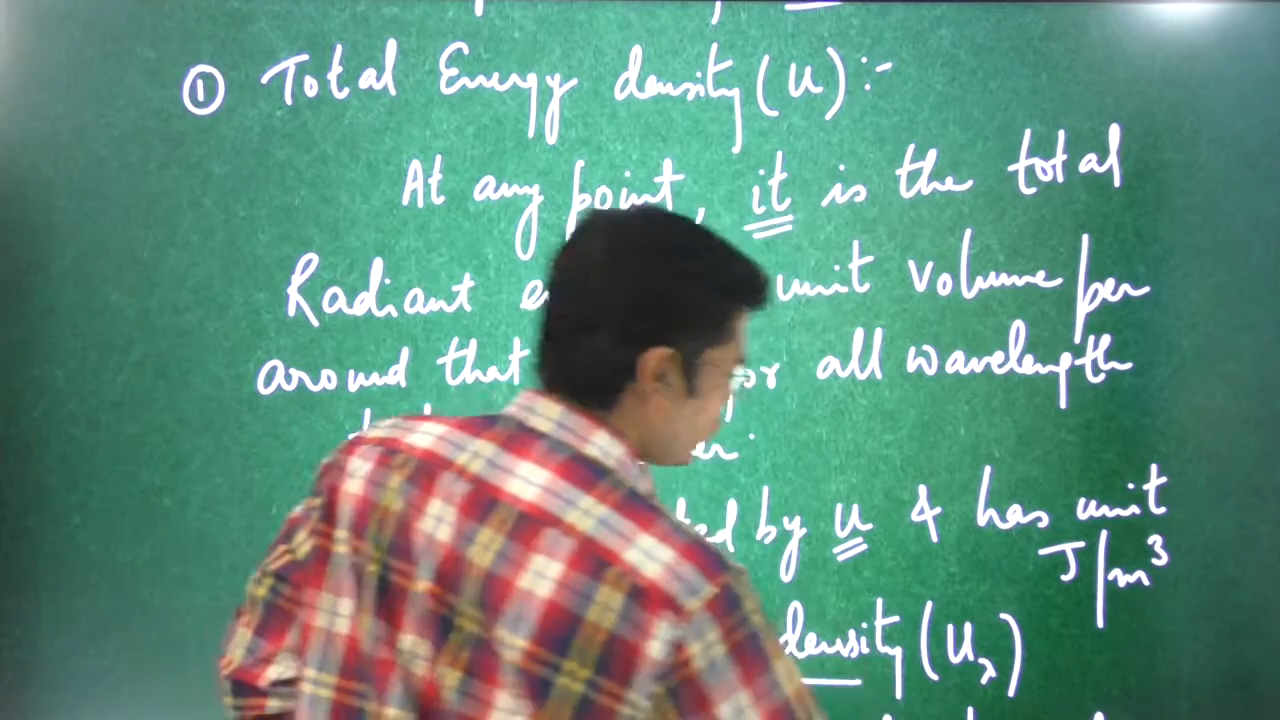 ① Total Energy density (u) :-
At any point, it is the total
Radiant unit volume per
around that for all wavelength
by u & has unit
J/m³
density (uλ)